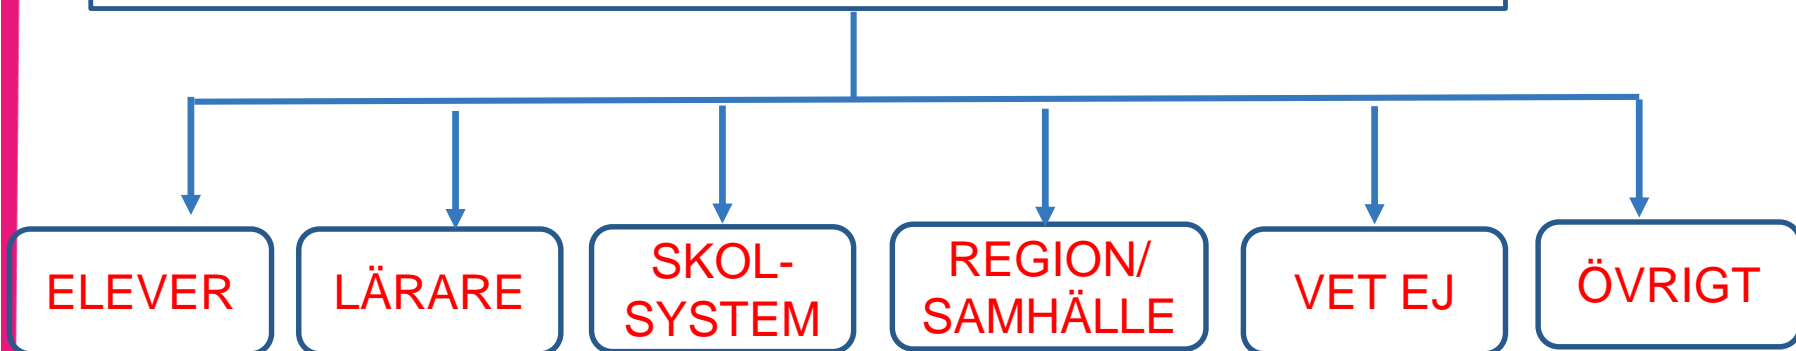 ELEVER
LÄRARE
SKOL-
SYSTEM
REGION/
SAMHÄLLE
VET EJ
ÖVRIGT